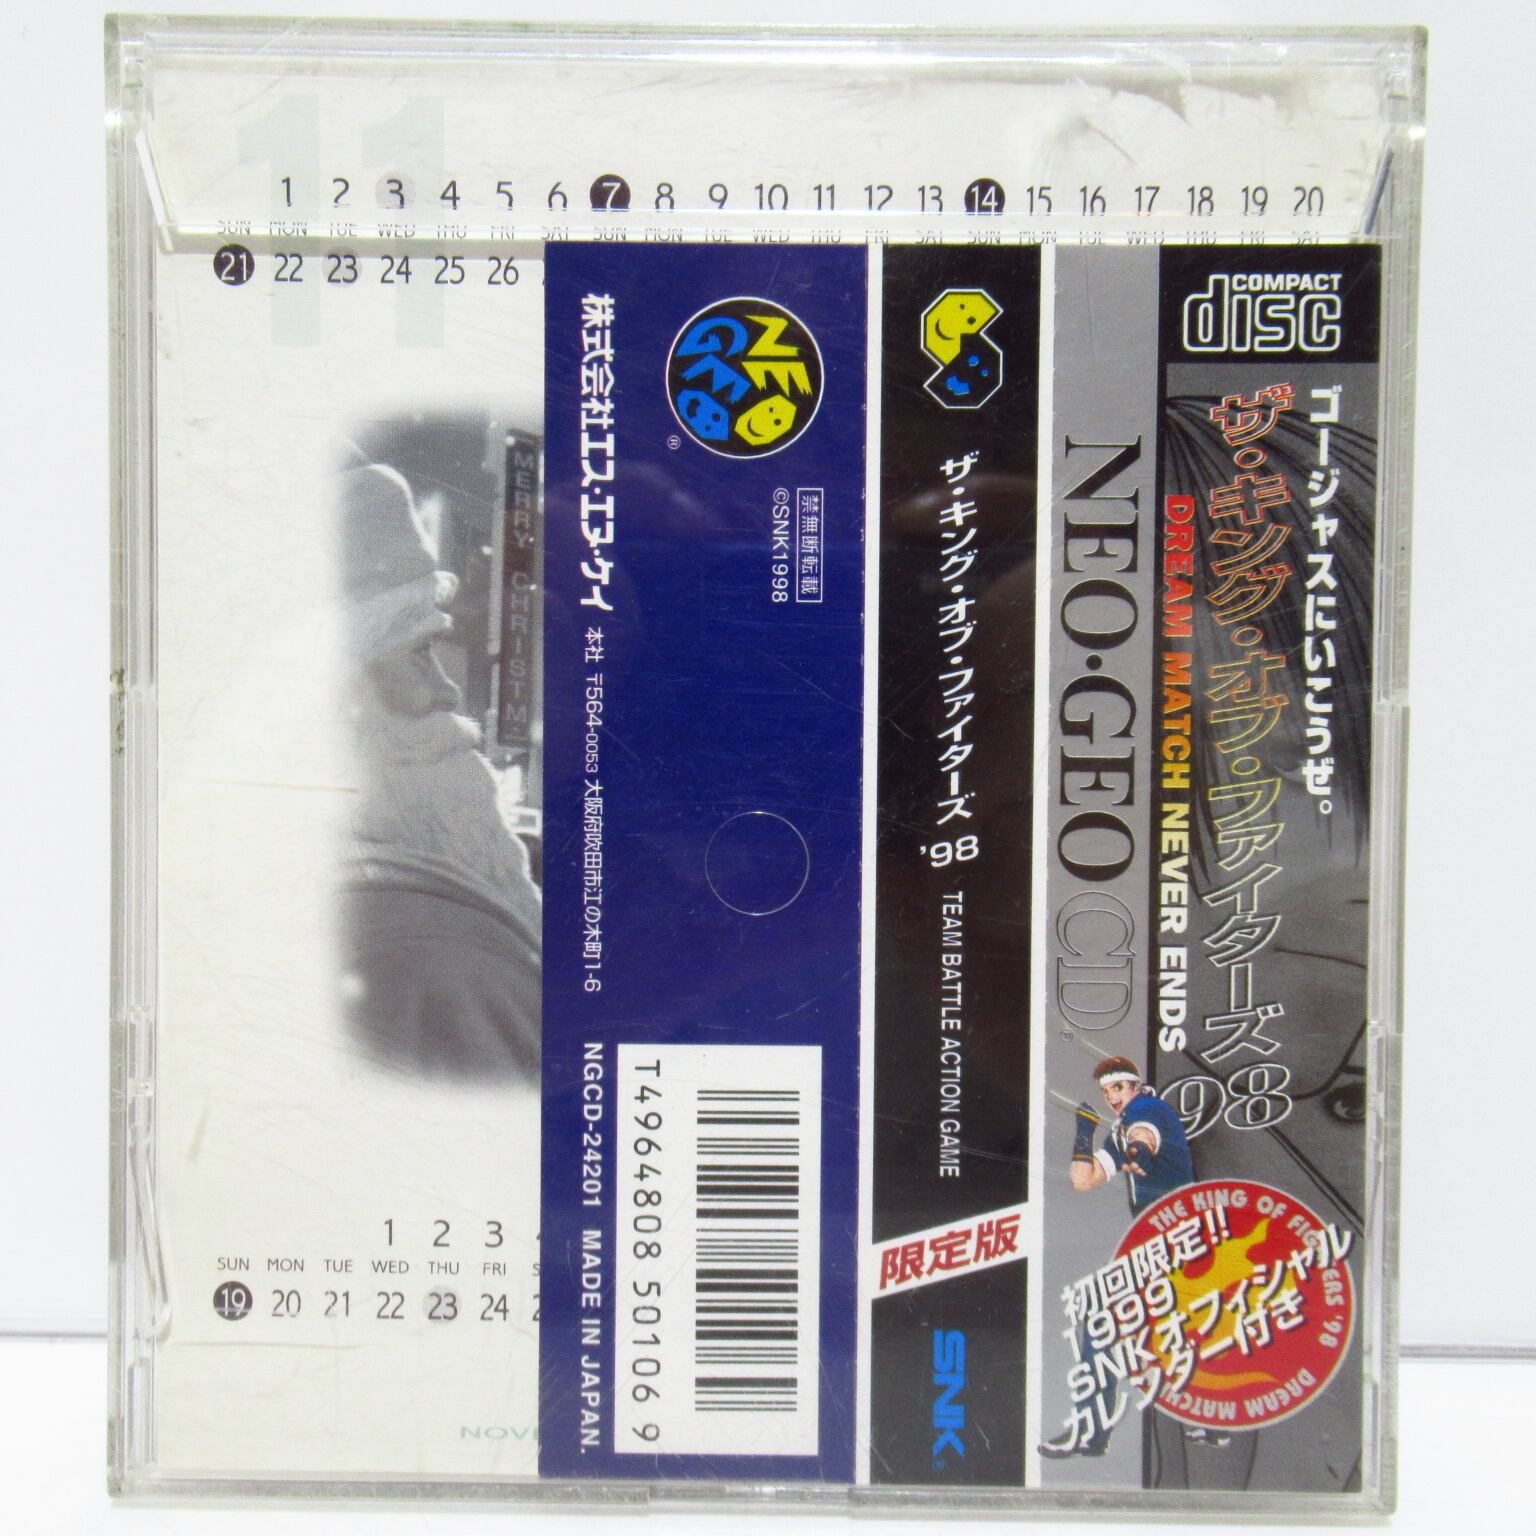 11
1 2 3 4 5 6 7 8 9 10 11 12 13 14 15 16 17 18 19 20
SUN MON TUE WED THU FRI SAT SUN MON TUE WED THU FRI SAT SUN MON TUE WED THU FRI SAT
21 22 23 24 25 26
MERRY CHRISTM
1 2 3
SUN MON TUE WED THU FRI
19 20 21 22 23 24
COMPACT
disc
ゴージャスにいこうぜ。
ザ・キング・オブ・ファイターズ'98
DREAM MATCH NEVER ENDS
NEO・GEO CD
THE KING OF FIGHTERS '98 DREAM MATCH
初回限定!!
1999
SNKオフィシャル
カレンダー付き
ザ・キング・オブ・ファイターズ '98 TEAM BATTLE ACTION GAME
限定版
SNK
NEO
GEO
®
禁無断転載
©SNK1998
株式会社エス・エヌ・ケイ 本社 〒564-0053 大阪府吹田市江の木町1-6
NGCD-24201 MADE IN JAPAN.
T4964808 50106 9